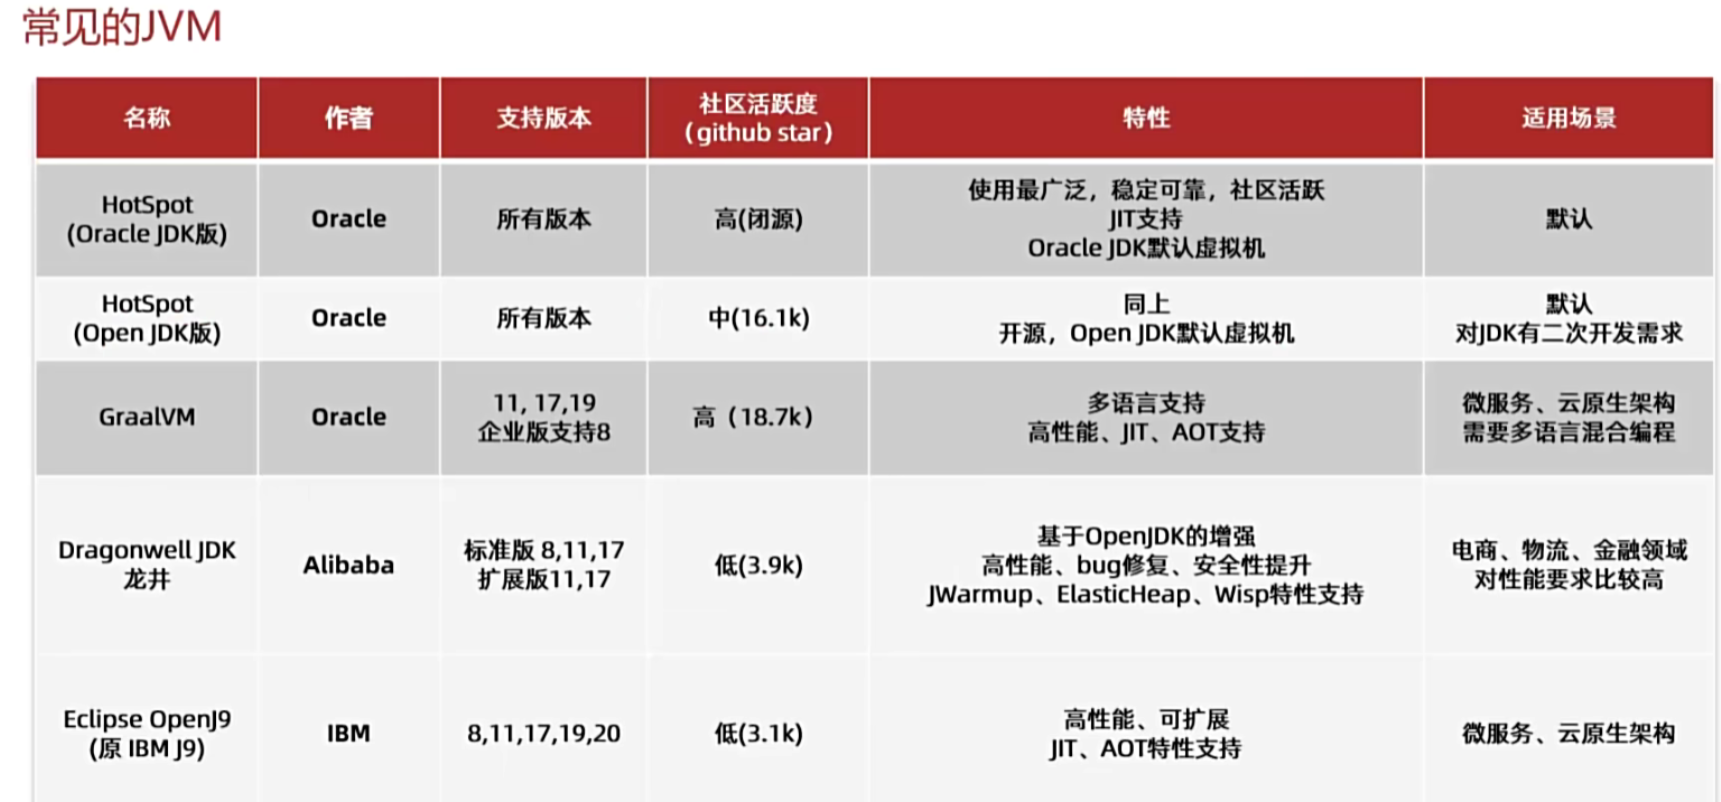 常见的JVM
名称
作者
支持版本
社区活跃度
(github star)
特性
适用场景
HotSpot
(Oracle JDK版)
Oracle
所有版本
高(闭源)
使用最广泛，稳定可靠，社区活跃
JIT支持
Oracle JDK默认虚拟机
默认
HotSpot
(Open JDK版)
Oracle
所有版本
中(16.1k)
同上
开源，Open JDK默认虚拟机
默认
对JDK有二次开发需求
GraalVM
Oracle
11, 17,19
企业版支持8
高（18.7k）
多语言支持
高性能、JIT、AOT支持
微服务、云原生架构
需要多语言混合编程
Dragonwell JDK
龙井
Alibaba
标准版 8,11,17
扩展版11,17
低(3.9k)
基于OpenJDK的增强
高性能、bug修复、安全性提升
JWarmup、ElasticHeap、Wisp特性支持
电商、物流、金融领域
对性能要求比较高
Eclipse OpenJ9
(原 IBM J9)
IBM
8,11,17,19,20
低(3.1k)
高性能、可扩展
JIT、AOT特性支持
微服务、云原生架构